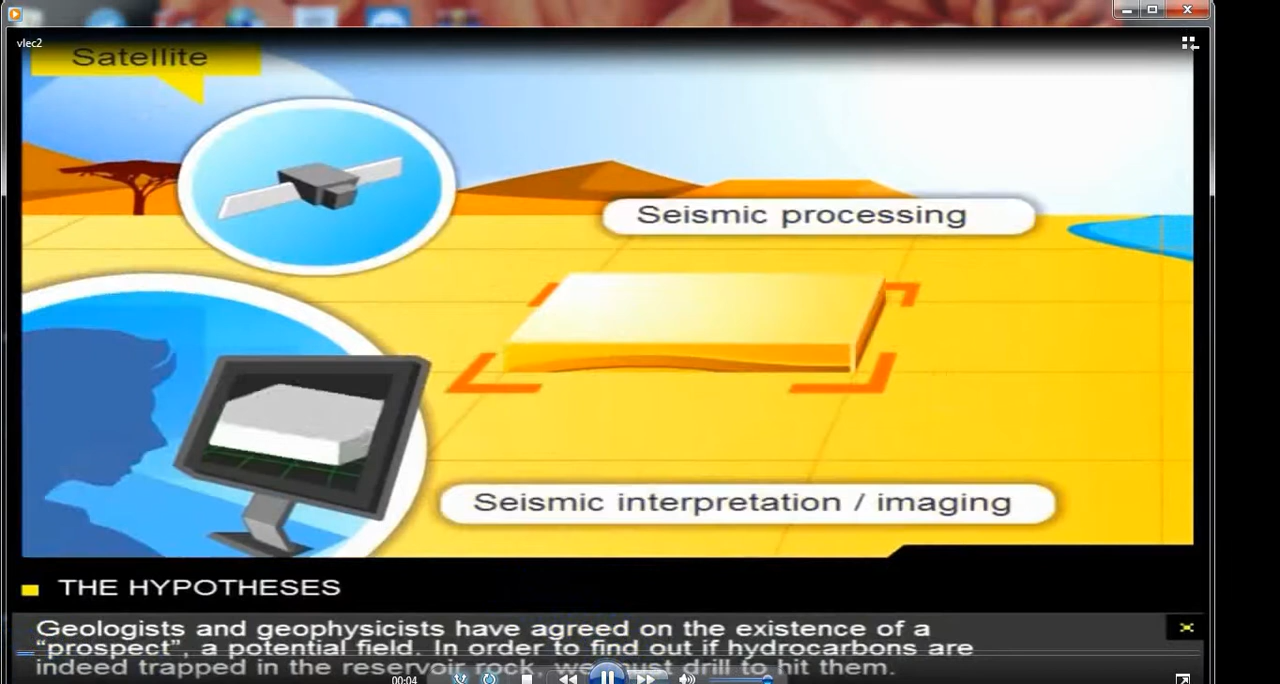 vlec2
Satellite
Seismic processing
Seismic interpretation / imaging
THE HYPOTHESES
Geologists and geophysicists have agreed on the existence of a
“prospect”, a potential field. In order to find out if hydrocarbons are
indeed trapped in the reservoir rock, we must drill to hit them.
00:04